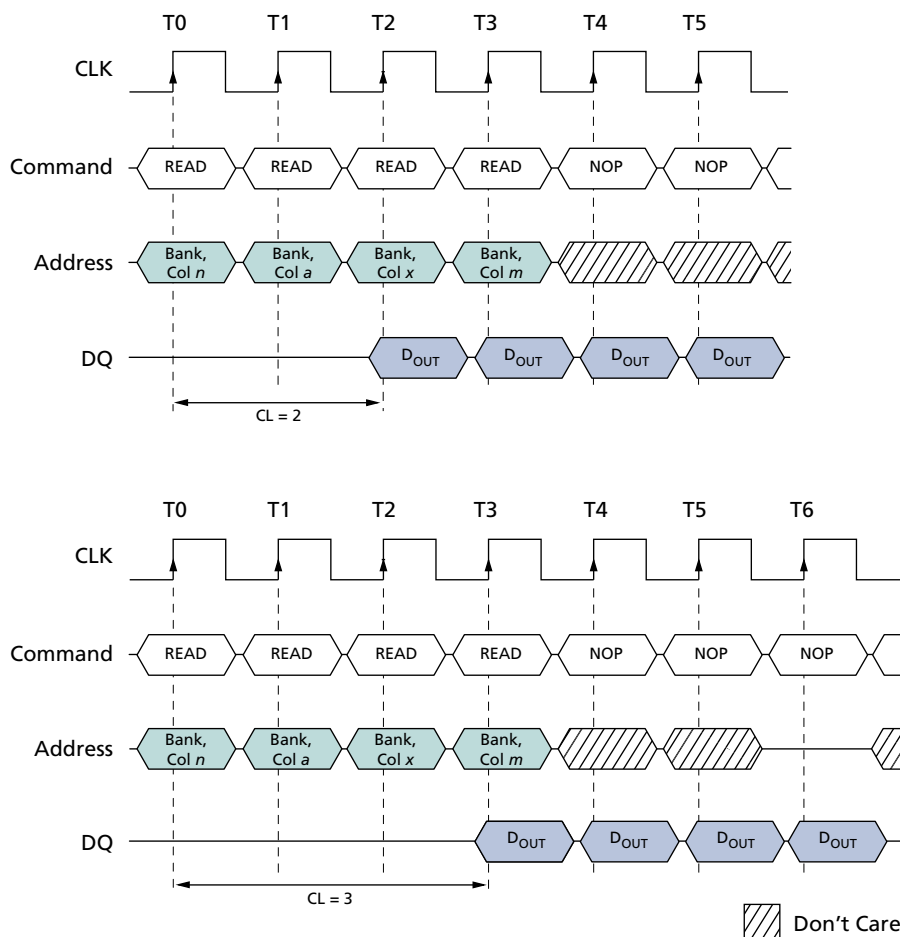 T0 T1 T2 T3 T4 T5
CLK
Command READ READ READ READ NOP NOP
Address Bank, Col n Bank, Col a Bank, Col x Bank, Col m
DQ DOUT DOUT DOUT DOUT
CL = 2
T0 T1 T2 T3 T4 T5 T6
CLK
Command READ READ READ READ NOP NOP NOP
Address Bank, Col n Bank, Col a Bank, Col x Bank, Col m
DQ DOUT DOUT DOUT DOUT
CL = 3
Don't Care